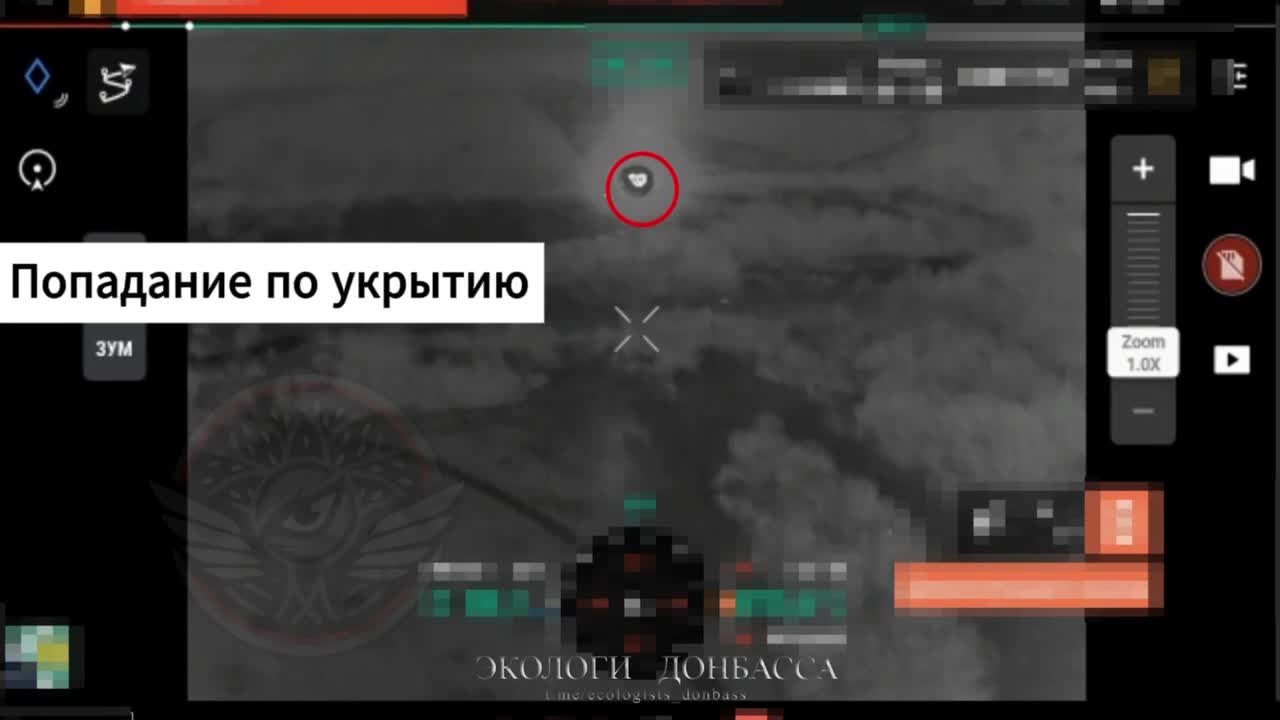 Попадание по укрытию
ЗУМ
Zoom
1.0X
ЭКОЛОГИ ДОНБАССА
t.me/ecologists_donbass